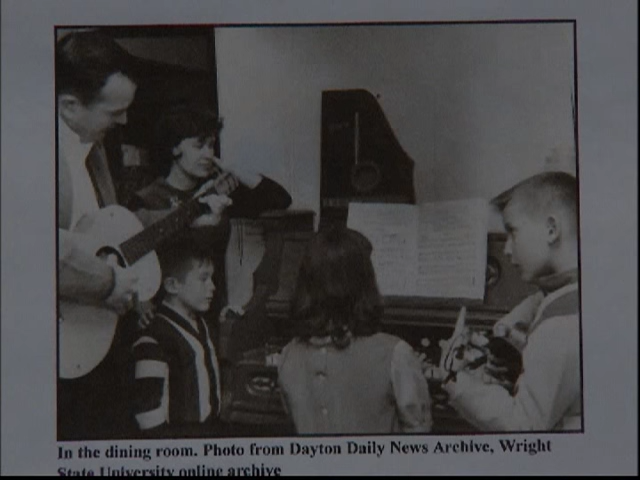 In the dining room. Photo from Dayton Daily News Archive, Wright
State University online archive